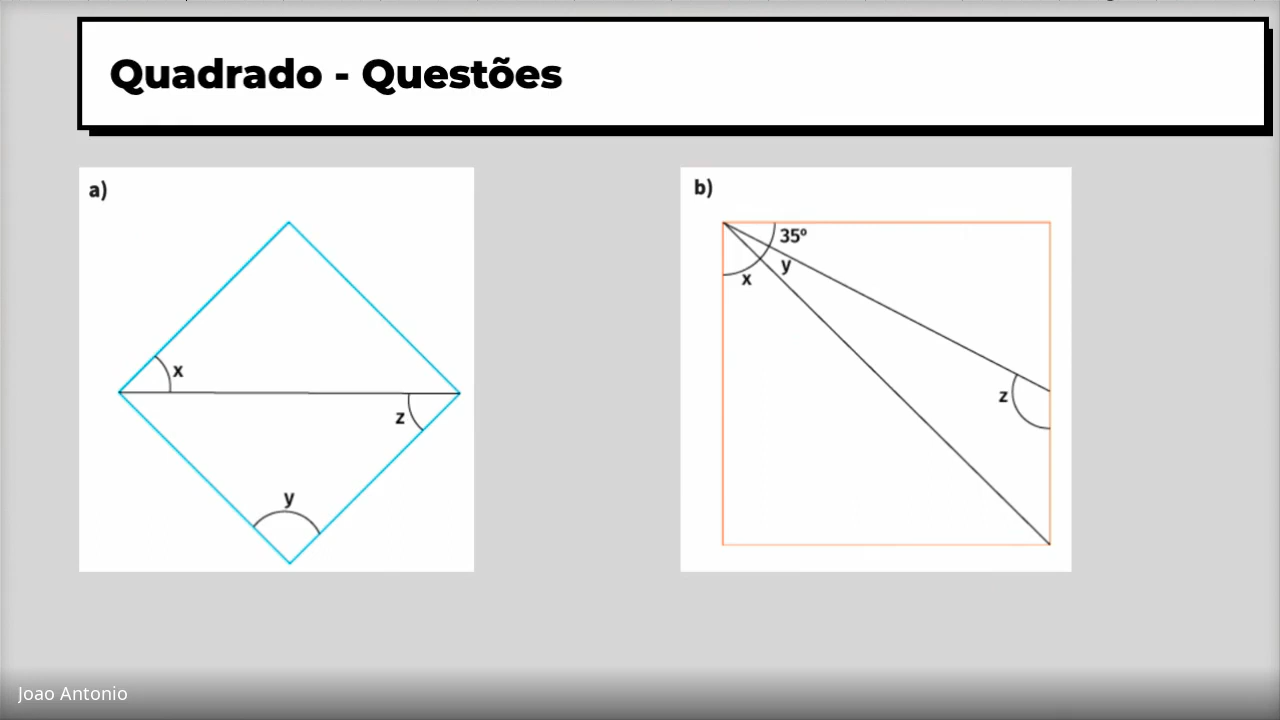 Quadrado - Questões
a)
x
z
y
b)
35º
y
x
z
Joao Antonio